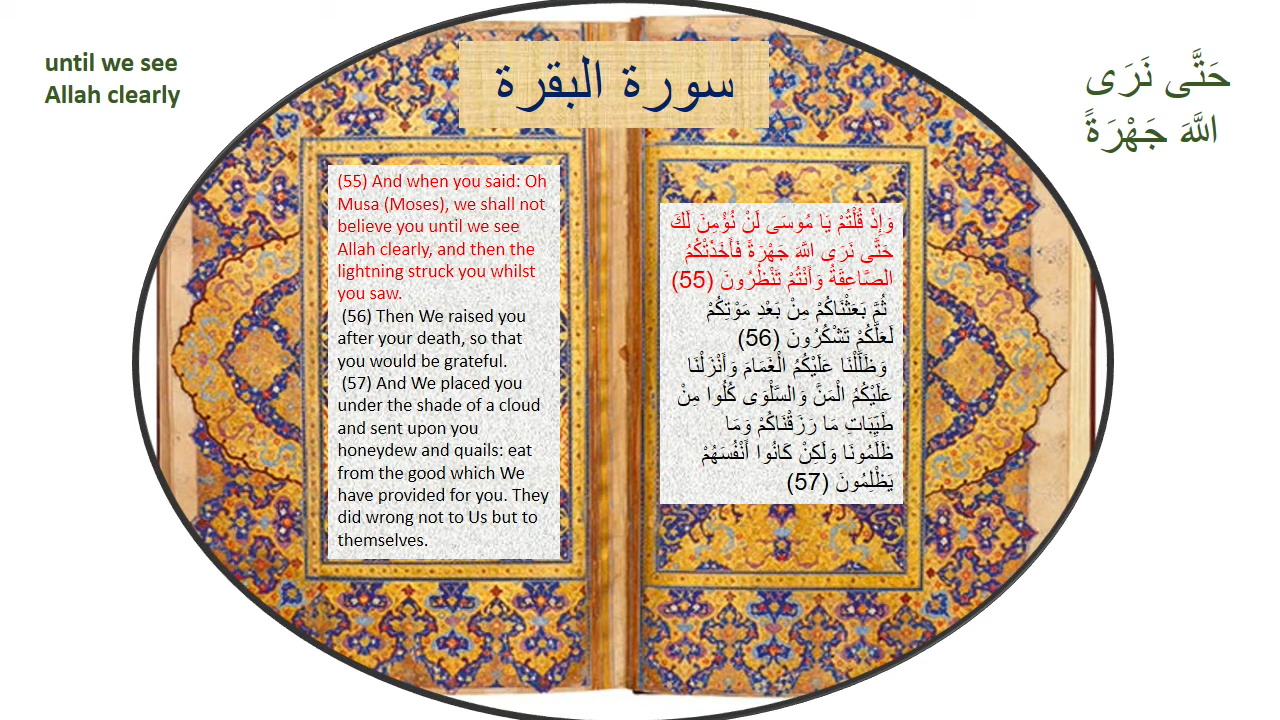 until we see
Allah clearly
سورة البقرة
حَتَّى نَرَى
اللَّهَ جَهْرَةً
(55) And when you said: Oh
Musa (Moses), we shall not
believe you until we see
Allah clearly, and then the
lightning struck you whilst
you saw.
(56) Then We raised you
after your death, so that
you would be grateful.
(57) And We placed you
under the shade of a cloud
and sent upon you
honeydew and quails: eat
from the good which We
have provided for you. They
did wrong not to Us but to
themselves.
وَإِذْ قُلْتُمْ يَا مُوسَى لَنْ نُؤْمِنَ لَكَ
حَتَّى نَرَى اللَّهَ جَهْرَةً فَأَخَذَتْكُمُ
الصَّاعِقَةُ وَأَنْتُمْ تَنْظُرُونَ (55)
ثُمَّ بَعَثْنَاكُمْ مِنْ بَعْدِ مَوْتِكُمْ
لَعَلَّكُمْ تَشْكُرُونَ (56)
وَظَلَّلْنَا عَلَيْكُمُ الْغَمَامَ وَأَنْزَلْنَا
عَلَيْكُمُ الْمَنَّ وَالسَّلْوَى كُلُوا مِنْ
طَيِّبَاتِ مَا رَزَقْنَاكُمْ وَمَا
ظَلَمُونَا وَلَكِنْ كَانُوا أَنْفُسَهُمْ
يَظْلِمُونَ (57)